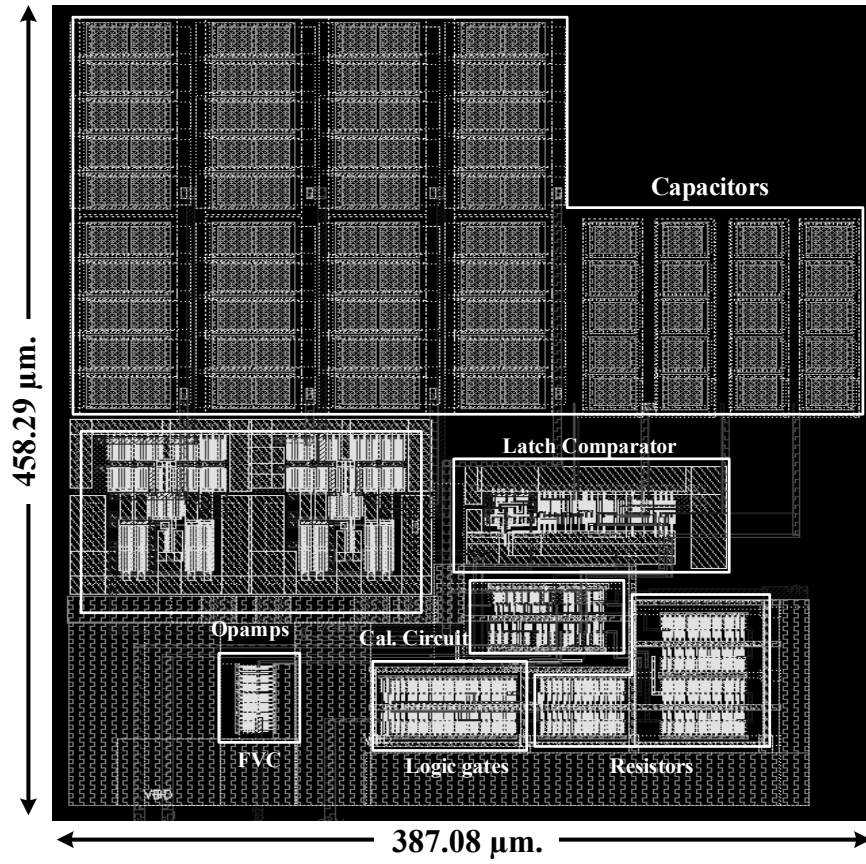 Capacitors
458.29 µm.
Latch Comparator
Opamps
Cal. Circuit
FVC
Logic gates
Resistors
387.08 µm.